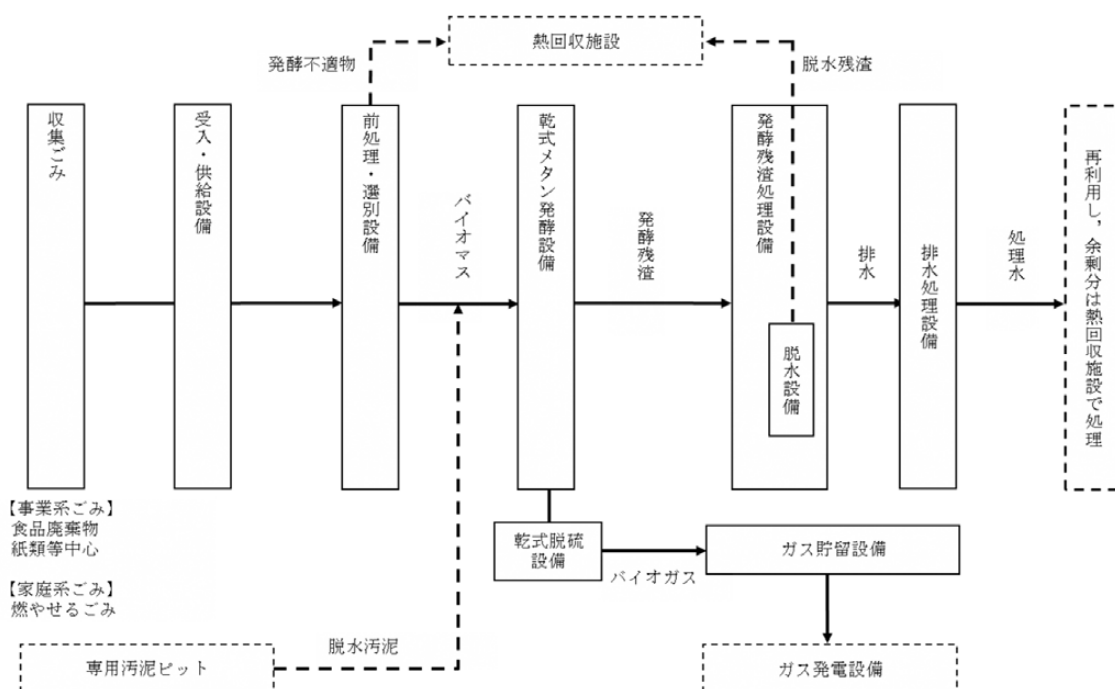 熱回収施設
発酵不適物
脱水残渣
収集ごみ
受入・供給設備
前処理・選別設備
バイオマス
乾式メタン発酵設備
発酵残渣
発酵残渣処理設備
脱水設備
排水
排水処理設備
処理水
再利用し，余剰分は熱回収施設で処理
【事業系ごみ】
食品廃棄物
紙類等中心
【家庭系ごみ】
燃やせるごみ
乾式脱硫
設備
バイオガス
ガス貯留設備
脱水汚泥
専用汚泥ピット
ガス発電設備